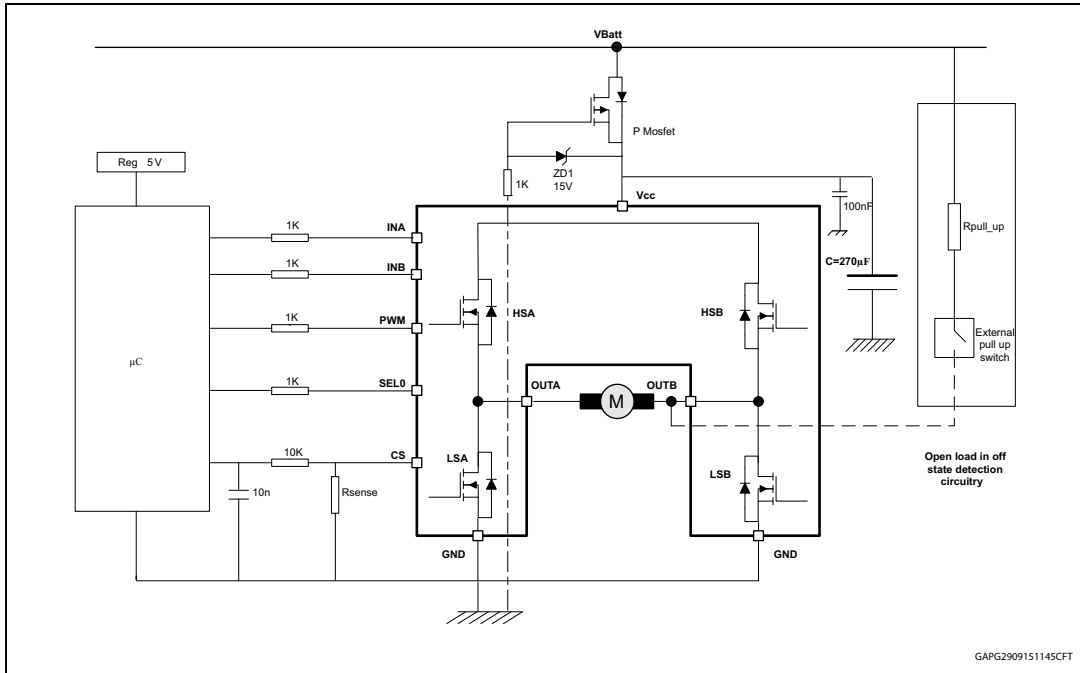 VBatt
P Mosfet
Reg 5V
1K
ZD1
15V
Vcc
100nF
Rpull_up
C=270µF
1K
INA
1K
INB
HSA
HSB
External
pull up
switch
1K
PWM
µC
1K
SEL0
OUTA
M
OUTB
10K
CS
LSA
LSB
Open load in off
state detection
circuitry
10n
Rsense
GND
GND
GAPG2909151145CFT